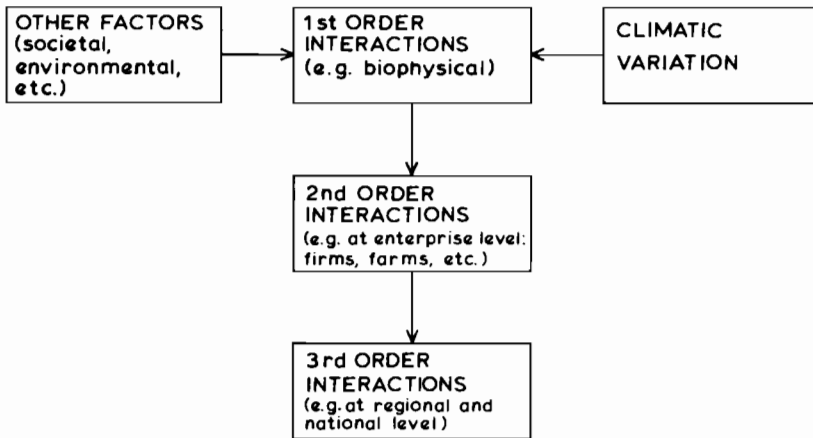 OTHER FACTORS
(societal,
environmental,
etc.)
1st ORDER
INTERACTIONS
(e.g. biophysical)
CLIMATIC
VARIATION
2nd ORDER
INTERACTIONS
(e.g. at enterprise level:
firms, farms, etc.)
3rd ORDER
INTERACTIONS
(e.g. at regional and
national level)